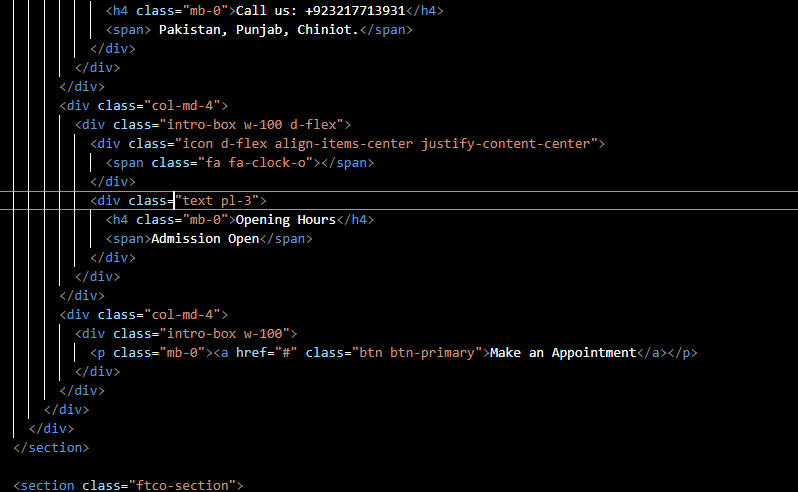 <h4 class="mb-0">Call us: +923217713931</h4>
<span> Pakistan, Punjab, Chiniot.</span>
</div>
</div>
</div>
<div class="col-md-4">
<div class="intro-box w-100 d-flex">
<div class="icon d-flex align-items-center justify-content-center">
<span class="fa fa-clock-o"></span>
</div>
<div class="text pl-3">
<h4 class="mb-0">Opening Hours</h4>
<span>Admission Open</span>
</div>
</div>
</div>
<div class="col-md-4">
<div class="intro-box w-100">
<p class="mb-0"><a href="#" class="btn btn-primary">Make an Appointment</a></p>
</div>
</div>
</div>
</div>
</section>
<section class="ftco-section">